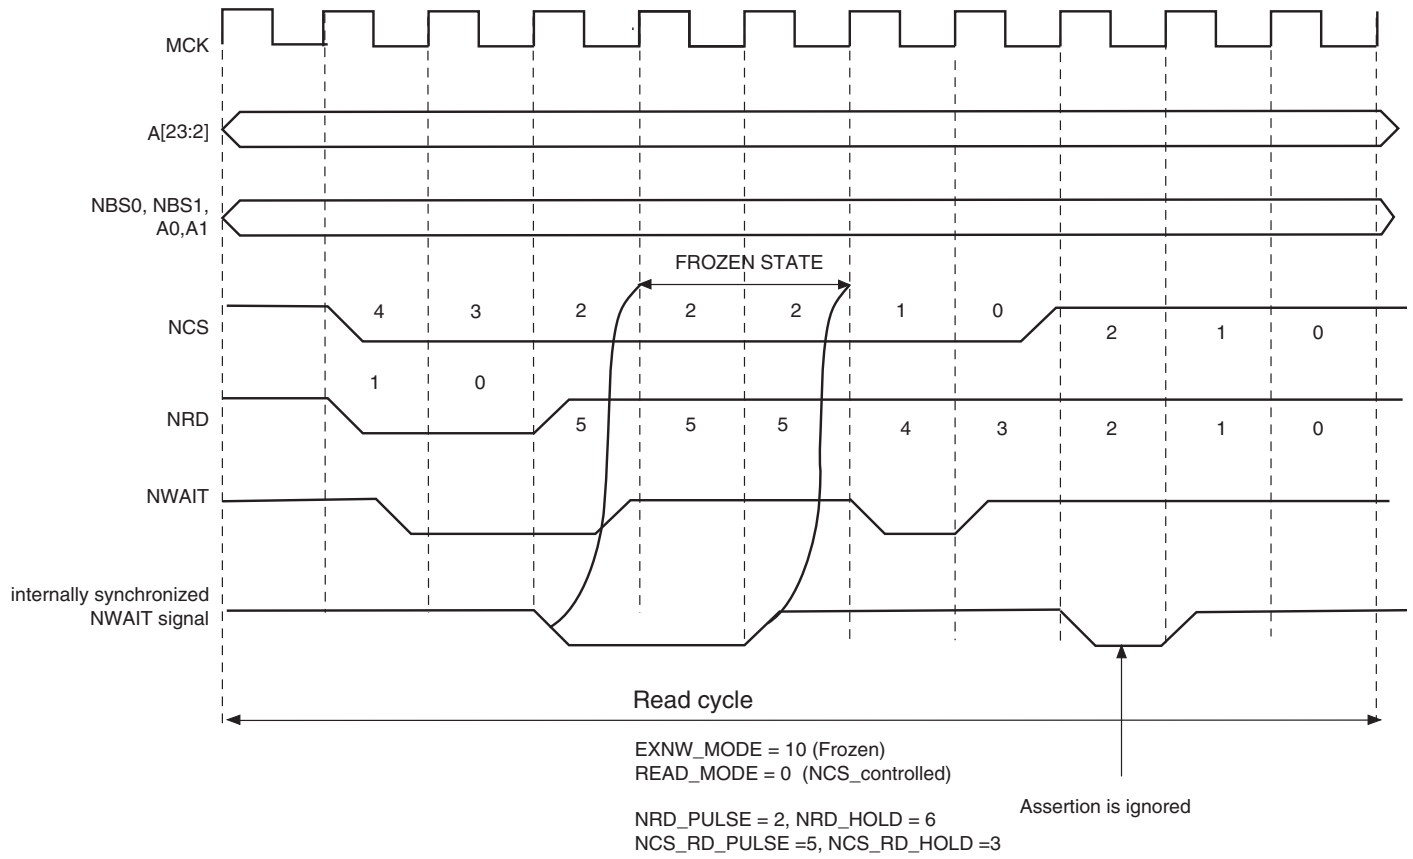 MCK
A[23:2]
NBS0, NBS1,
A0,A1
FROZEN STATE
4 3 2 2 2 1 0
NCS
2 1 0
1 0
NRD
5 5 5 4 3 2 1 0
NWAIT
internally synchronized
NWAIT signal
Read cycle
EXNW_MODE = 10 (Frozen)
READ_MODE = 0 (NCS_controlled)
Assertion is ignored
NRD_PULSE = 2, NRD_HOLD = 6
NCS_RD_PULSE =5, NCS_RD_HOLD =3